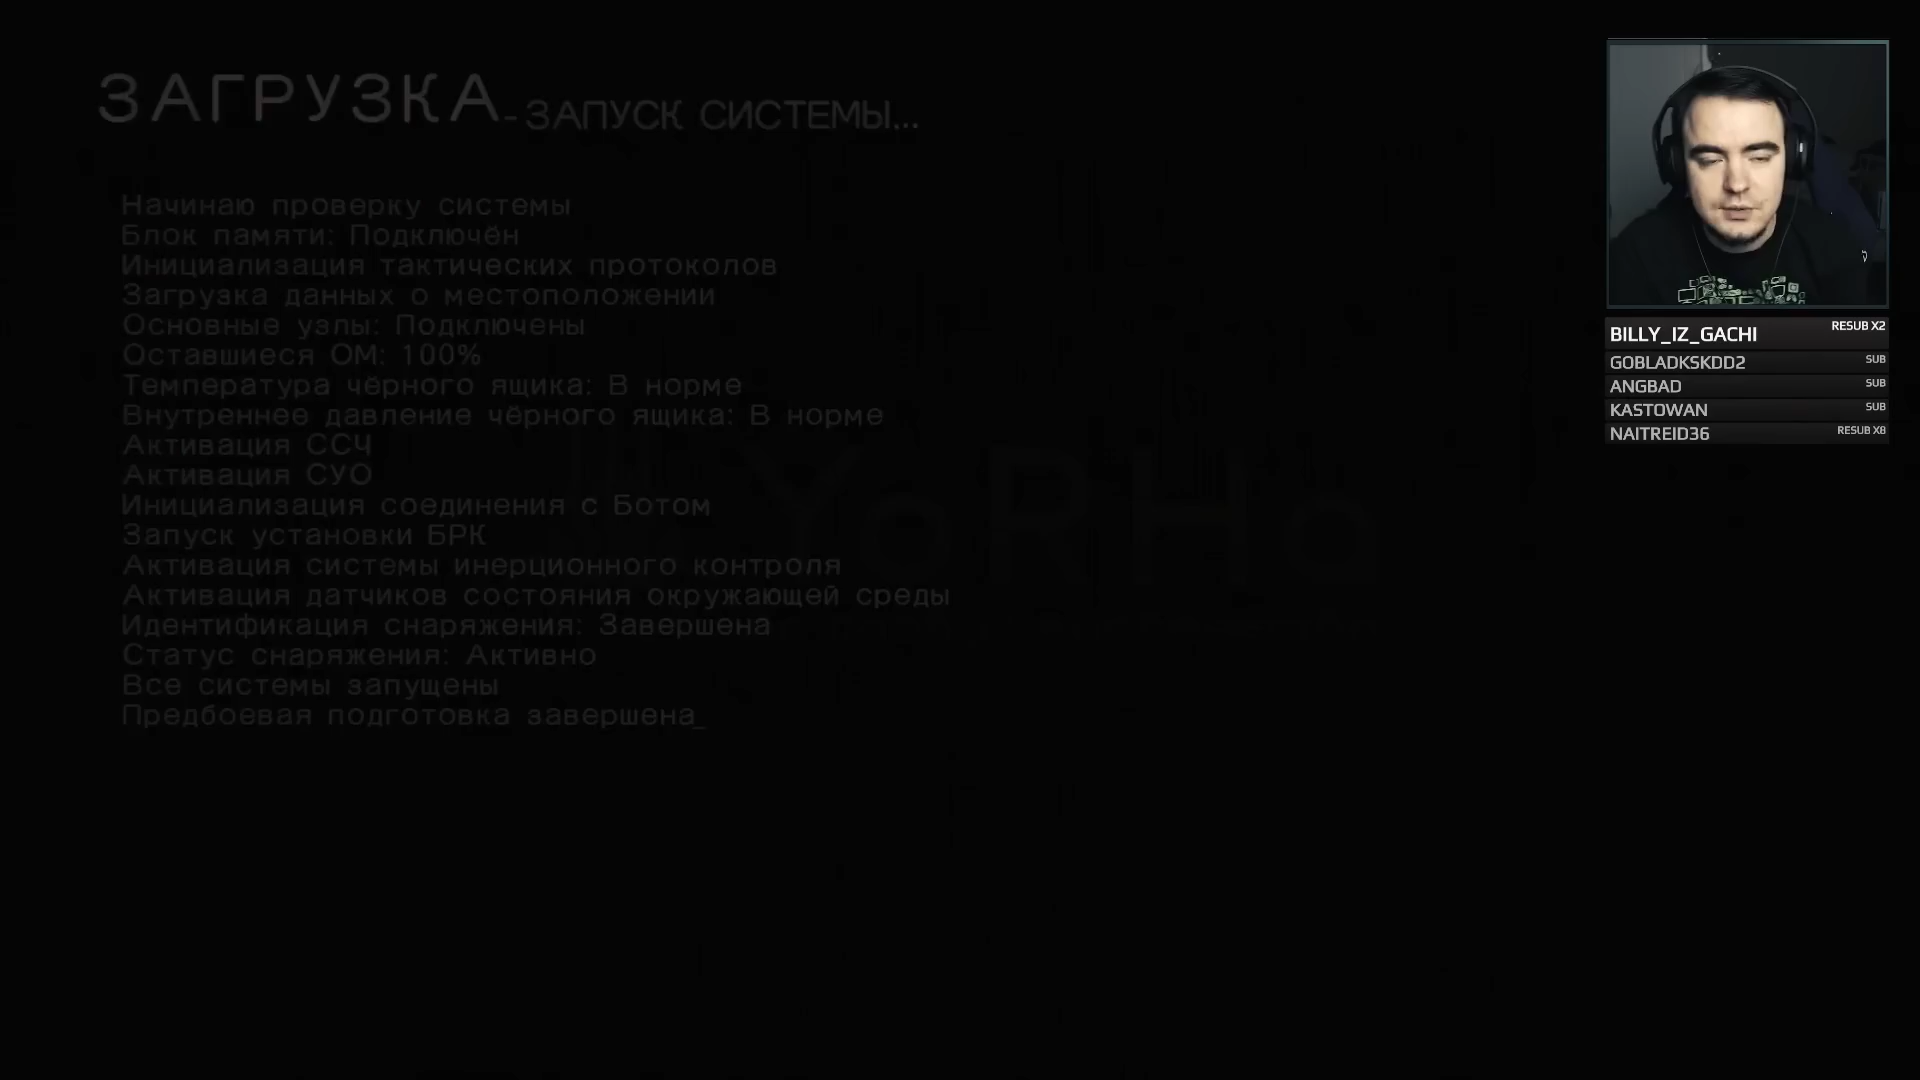 ЗАГРУЗКА - ЗАПУСК СИСТЕМЫ...
Начинаю проверку системы
Блок памяти: Подключён
Инициализация тактических протоколов
Загрузка данных о местоположении
Основные узлы: Подключены
Оставшиеся ОМ: 100%
Температура чёрного ящика: В норме
Внутреннее давление чёрного ящика: В норме
Активация ССЧ
Активация СУО
Инициализация соединения с Ботом
Запуск установки БРК
Активация системы инерционного контроля
Активация датчиков состояния окружающей среды
Идентификация снаряжения: Завершена
Статус снаряжения: Активно
Все системы запущены
Предбоевая подготовка завершена_
YoRHa
BILLY_IZ_GACHI RESUB X2
GOBLADKSKDD2 SUB
ANGBAD SUB
KASTOWAN SUB
NAITREID36 RESUB X8